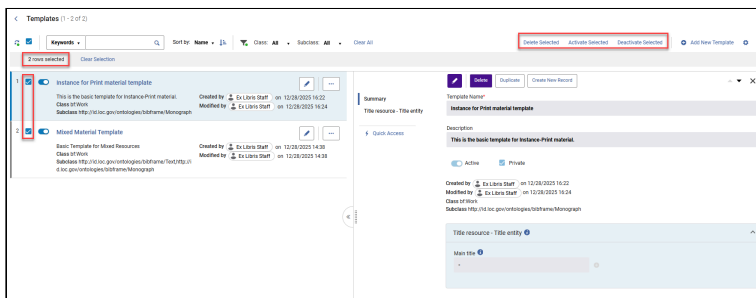 Templates (1 - 2 of 2)
Keywords
Sort by: Name
Class: All
Subclass: All
Clear All
Delete Selected Activate Selected Deactivate Selected
Add New Template
2 rows selected
Clear Selection
1 Instance for Print material template
This is the basic template for Instance-Print material.
Class bf:Work
Subclass http://id.loc.gov/ontologies/bibframe/Monograph
Created by Ex Libris Staff on 12/28/2025 16:22
Modified by Ex Libris Staff on 12/28/2025 16:24
2 Mixed Material Template
Basic Template for Mixed Resources
Class bf:Work
Subclass http://id.loc.gov/ontologies/bibframe/Text,http://i
d.loc.gov/ontologies/bibframe/Monograph
Created by Ex Libris Staff on 12/28/2025 14:38
Modified by Ex Libris Staff on 12/28/2025 14:38
Summary
Title resource - Title entity
Quick Access
Delete Duplicate Create New Record
Template Name*
Instance for Print material template
Description
This is the basic template for Instance-Print material.
Active Private
Created by Ex Libris Staff on 12/28/2025 16:22
Modified by Ex Libris Staff on 12/28/2025 16:24
Class bf:Work
Subclass http://id.loc.gov/ontologies/bibframe/Monograph
Title resource - Title entity
Main title